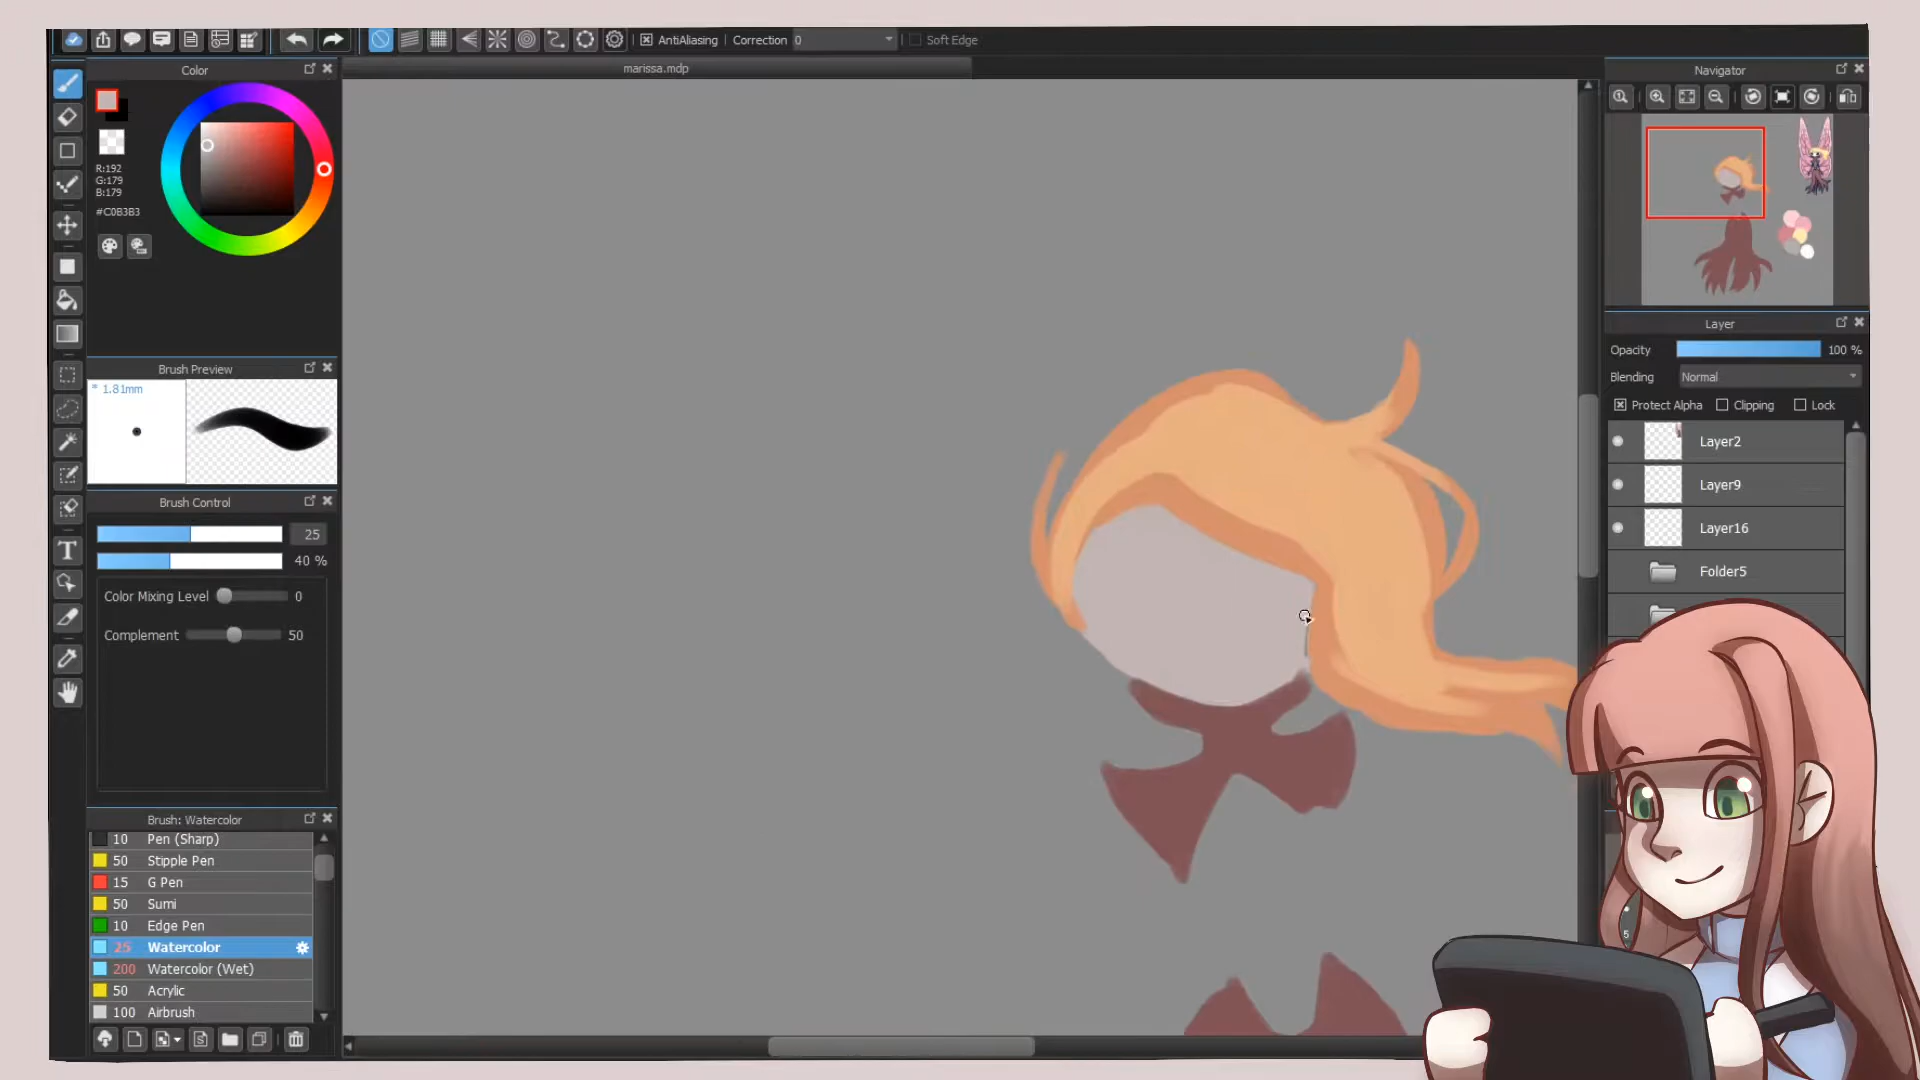 AntiAliasing
Correction 0
Soft Edge
Color
marissa.mdp
Navigator
R:192
G:179
B:179
#C0B3B3
Layer
Opacity 100 %
Blending Normal
Protect Alpha Clipping Lock
Layer2
Layer9
Layer16
Folder5
Brush Preview
* 1.81mm
Brush Control
25
40 %
Color Mixing Level 0
Complement 50
Brush: Watercolor
10 Pen (Sharp)
50 Stipple Pen
15 G Pen
50 Sumi
10 Edge Pen
25 Watercolor
200 Watercolor (Wet)
50 Acrylic
100 Airbrush
T
5